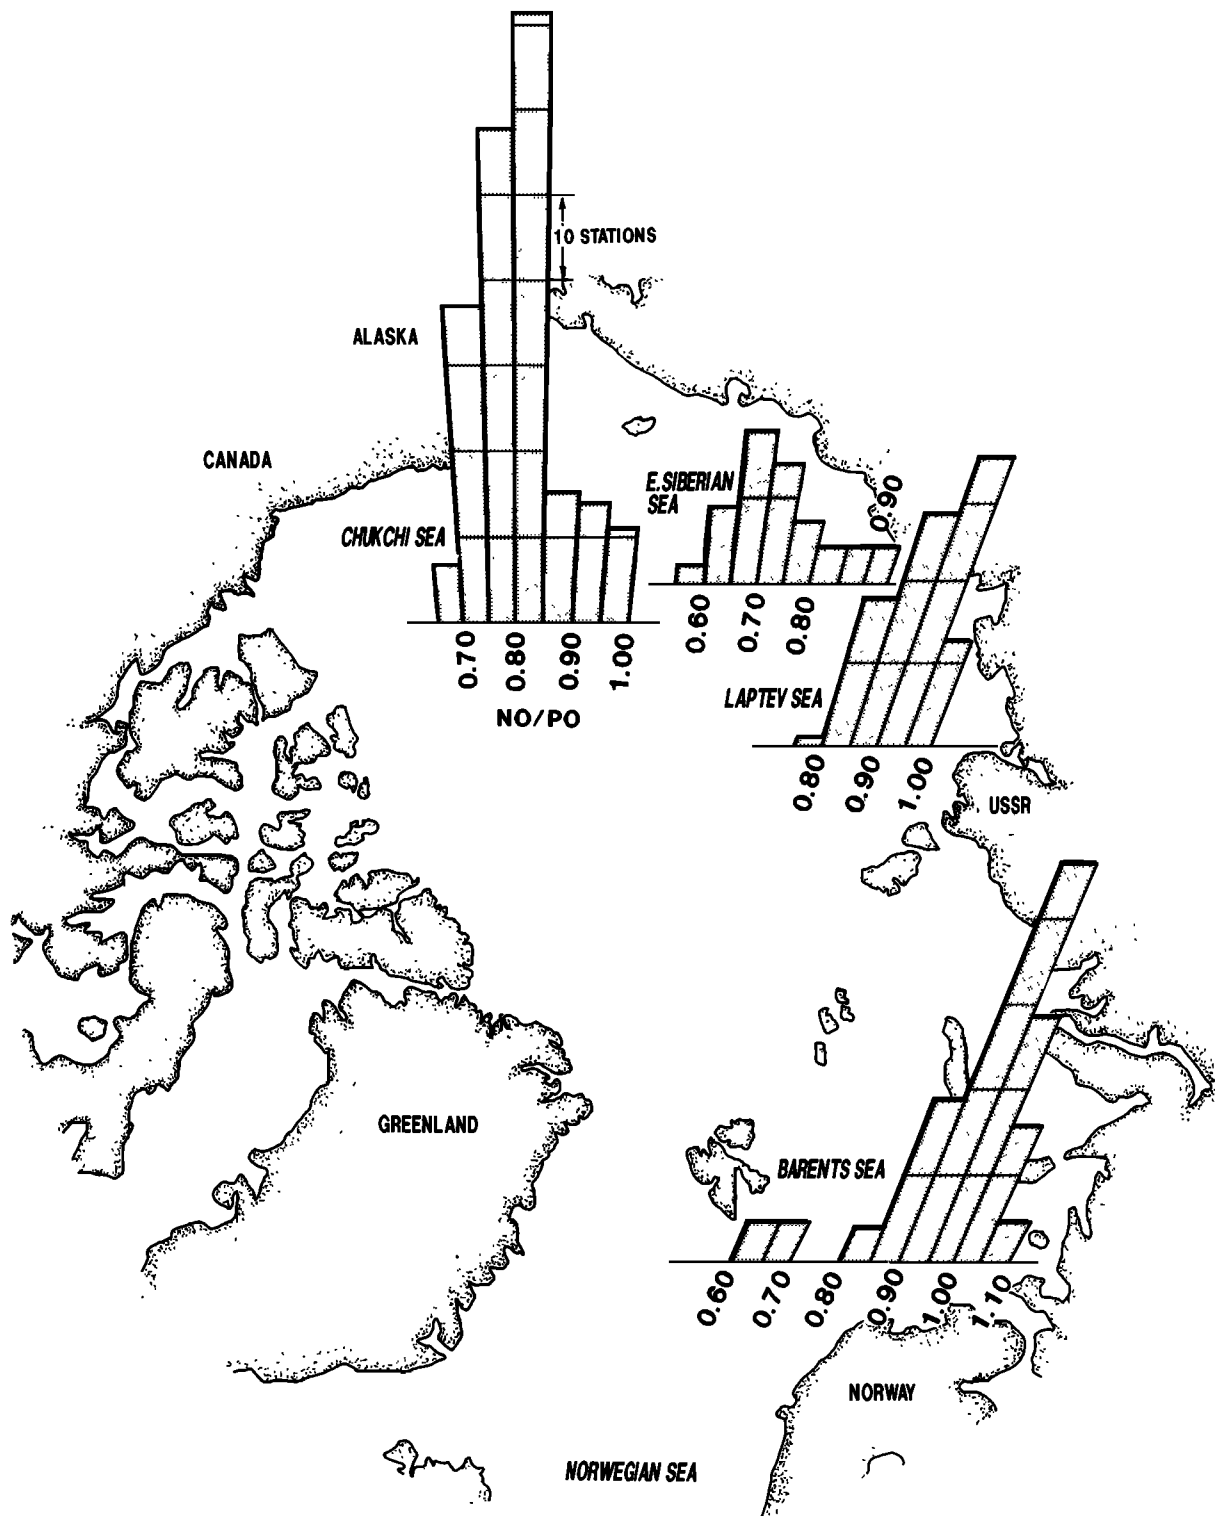 10 STATIONS
ALASKA
CANADA
E. SIBERIAN
SEA
0.90
CHUKCHI SEA
0.60
0.70
0.80
0.70
0.80
0.90
1.00
NO/PO
LAPTEV SEA
0.80
0.90
1.00
USSR
GREENLAND
BARENTS SEA
0.60
0.70
0.80
0.90
1.00
1.10
NORWAY
NORWEGIAN SEA